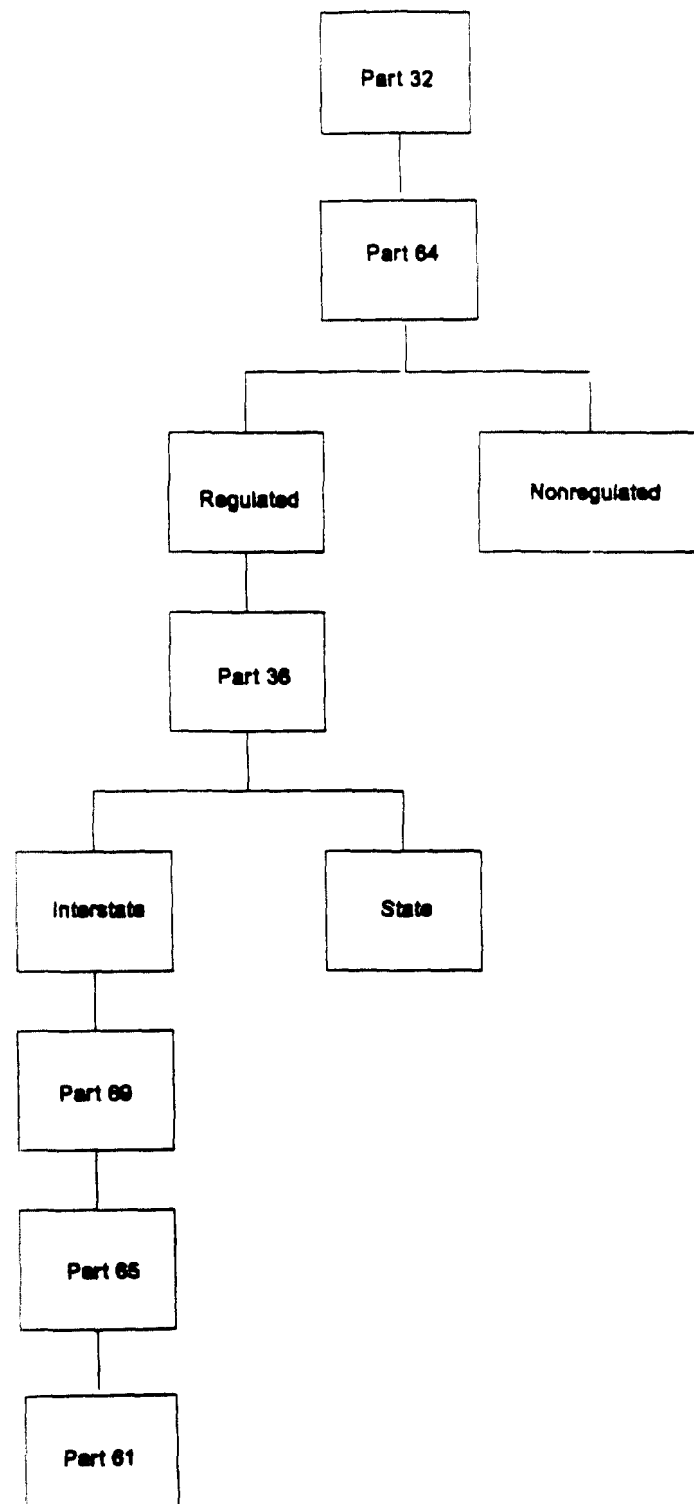 Part 32
Part 64
Regulated
Nonregulated
Part 36
Interstate
State
Part 69
Part 65
Part 61